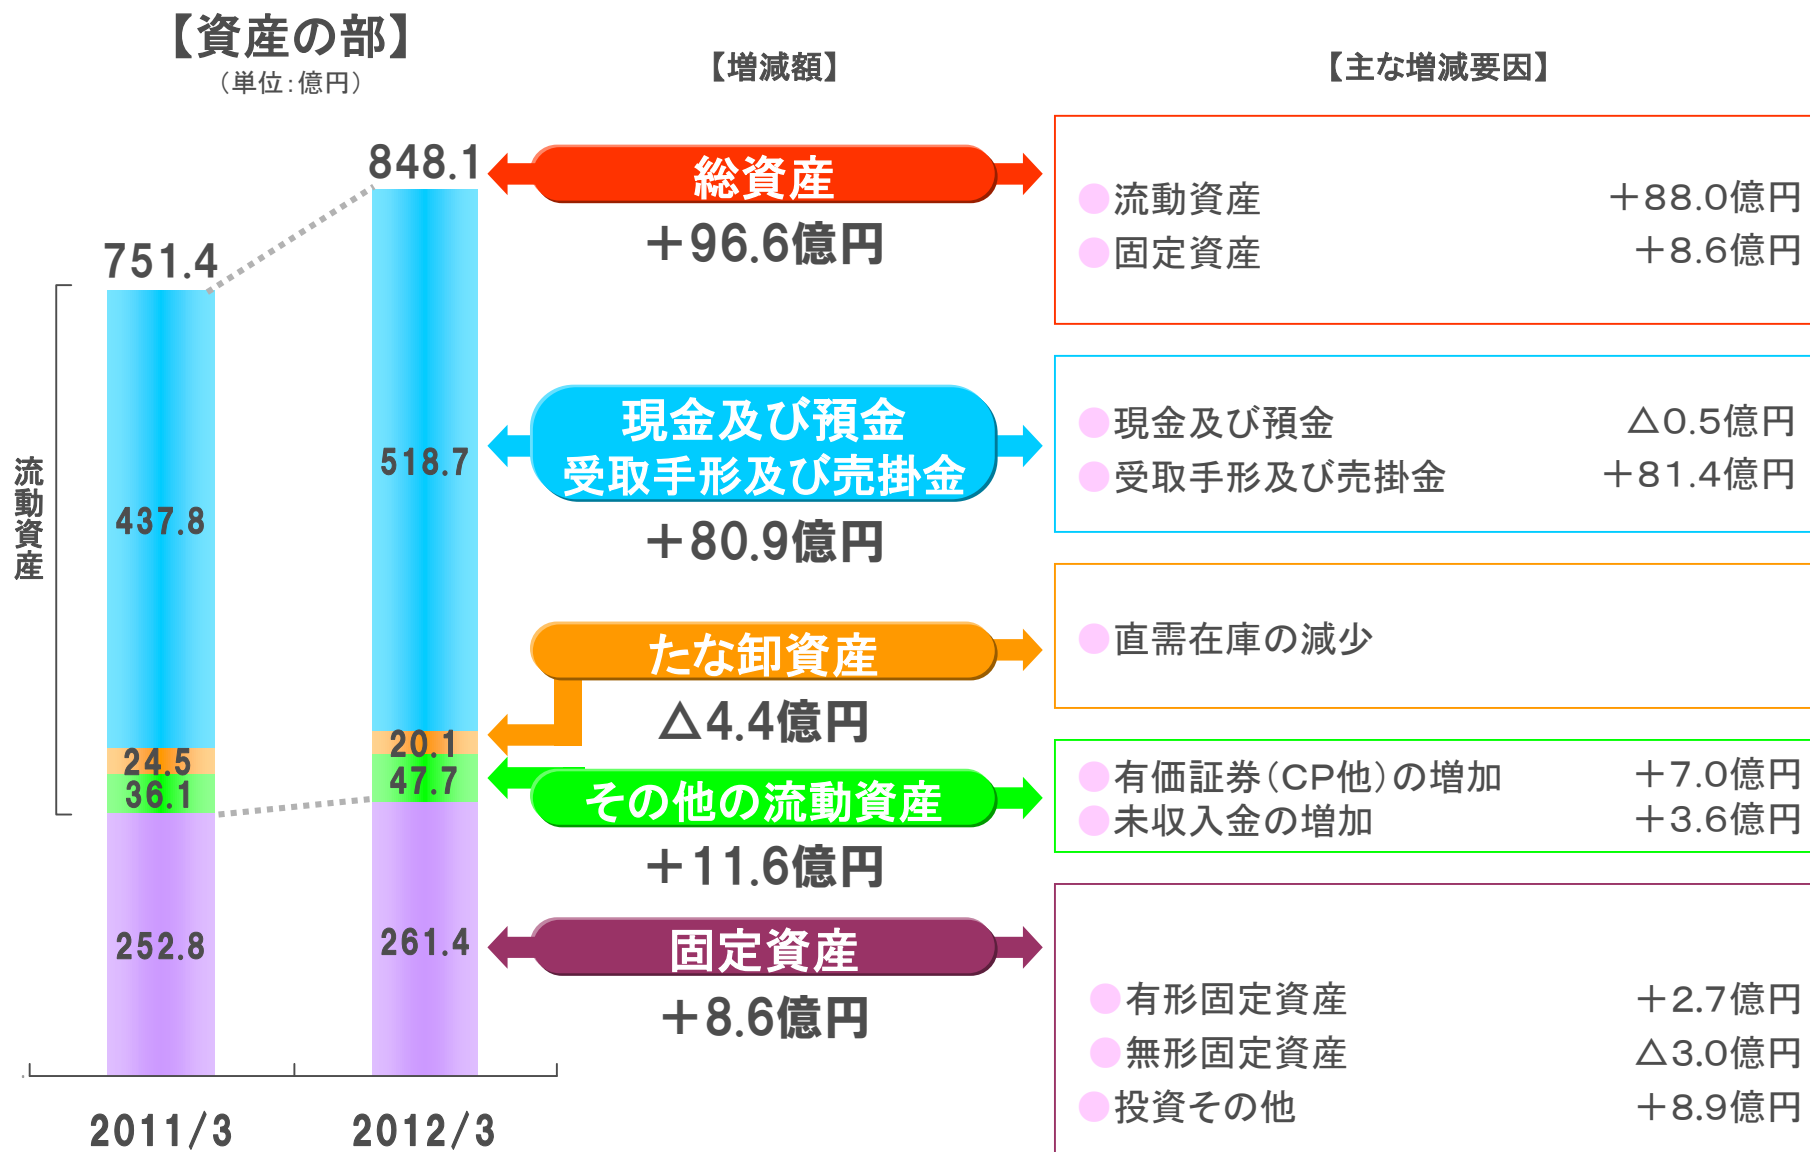 【資産の部】
（単位：億円）
【増減額】
【主な増減要因】
751.4
848.1
流動資産
437.8
24.5
36.1
252.8
518.7
20.1
47.7
261.4
2011/3
2012/3
総資産
＋96.6億円
流動資産 ＋88.0億円
固定資産 ＋8.6億円
現金及び預金
受取手形及び売掛金
＋80.9億円
現金及び預金 △0.5億円
受取手形及び売掛金 ＋81.4億円
たな卸資産
△4.4億円
直需在庫の減少
その他の流動資産
＋11.6億円
有価証券（CP他）の増加 ＋7.0億円
未収入金の増加 ＋3.6億円
固定資産
＋8.6億円
有形固定資産 ＋2.7億円
無形固定資産 △3.0億円
投資その他 ＋8.9億円